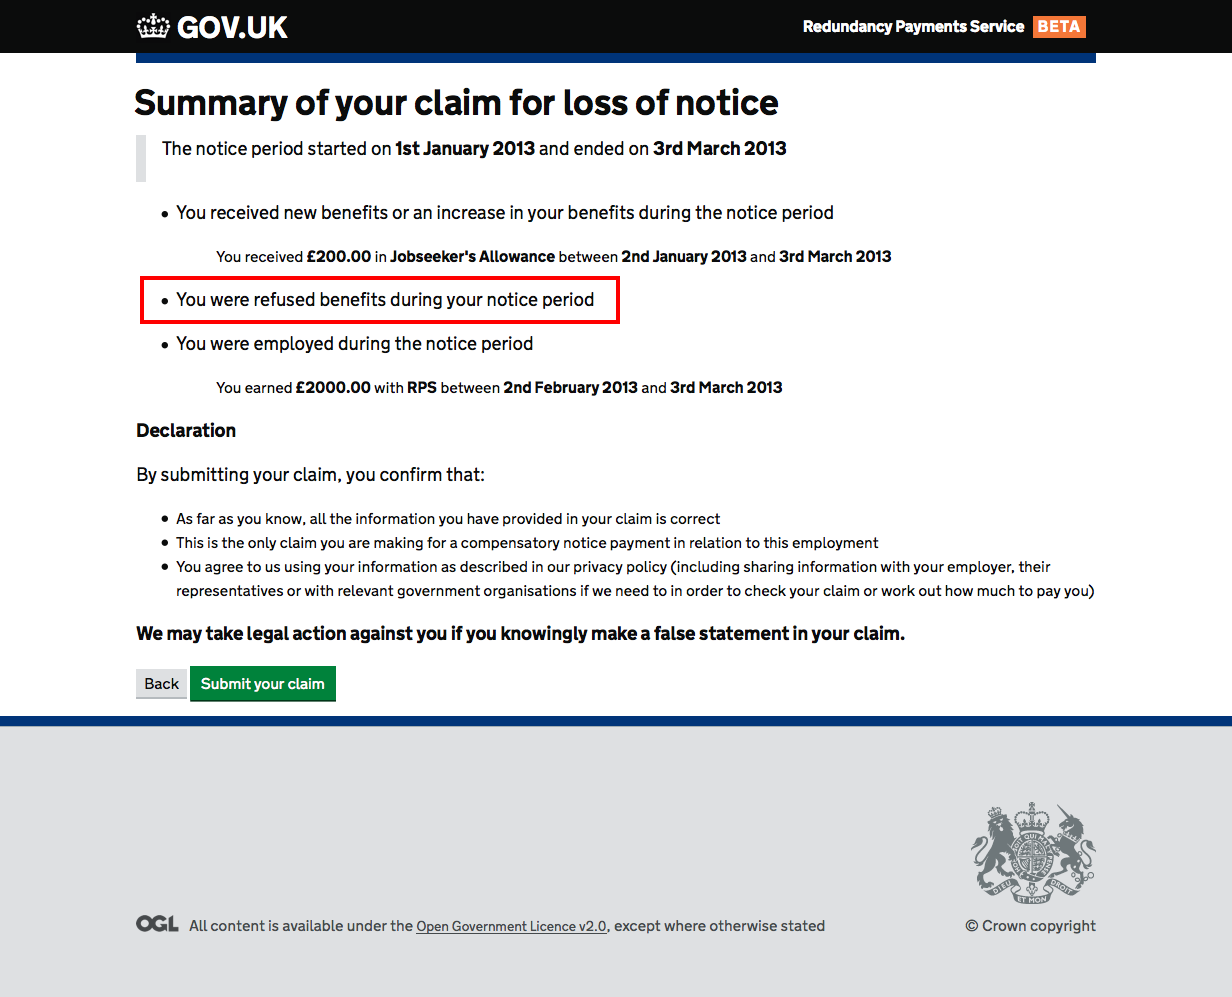 GOV.UK
Redundancy Payments Service BETA
Summary of your claim for loss of notice
The notice period started on 1st January 2013 and ended on 3rd March 2013
• You received new benefits or an increase in your benefits during the notice period
You received £200.00 in Jobseeker's Allowance between 2nd January 2013 and 3rd March 2013
• You were refused benefits during your notice period
• You were employed during the notice period
You earned £2000.00 with RPS between 2nd February 2013 and 3rd March 2013
Declaration
By submitting your claim, you confirm that:
• As far as you know, all the information you have provided in your claim is correct
• This is the only claim you are making for a compensatory notice payment in relation to this employment
• You agree to us using your information as described in our privacy policy (including sharing information with your employer, their
representatives or with relevant government organisations if we need to in order to check your claim or work out how much to pay you)
We may take legal action against you if you knowingly make a false statement in your claim.
Back Submit your claim
DIEU ET MON DROIT
OGL All content is available under the Open Government Licence v2.0, except where otherwise stated
© Crown copyright